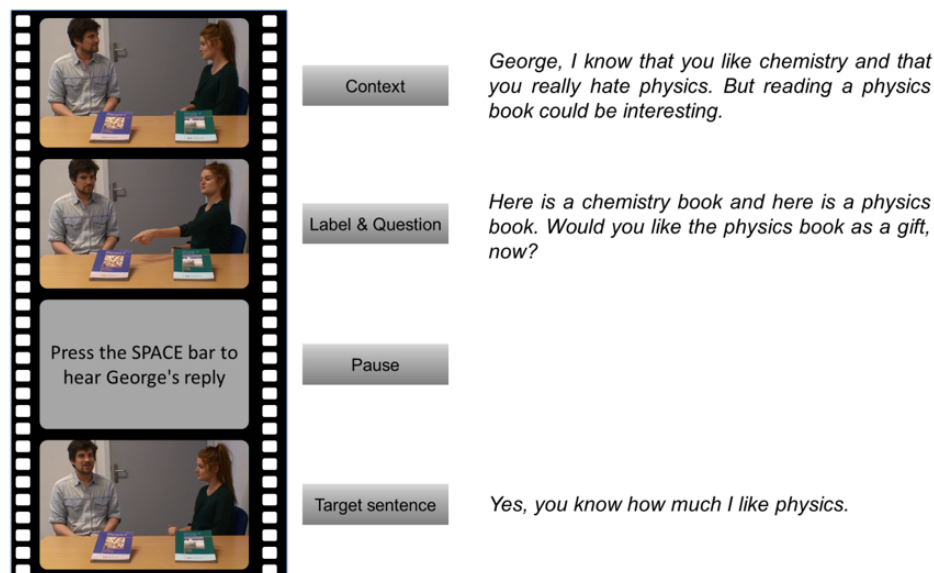 Context
George, I know that you like chemistry and that
you really hate physics. But reading a physics
book could be interesting.
Label & Question
Here is a chemistry book and here is a physics
book. Would you like the physics book as a gift,
now?
Press the SPACE bar to
hear George's reply
Pause
Target sentence
Yes, you know how much I like physics.